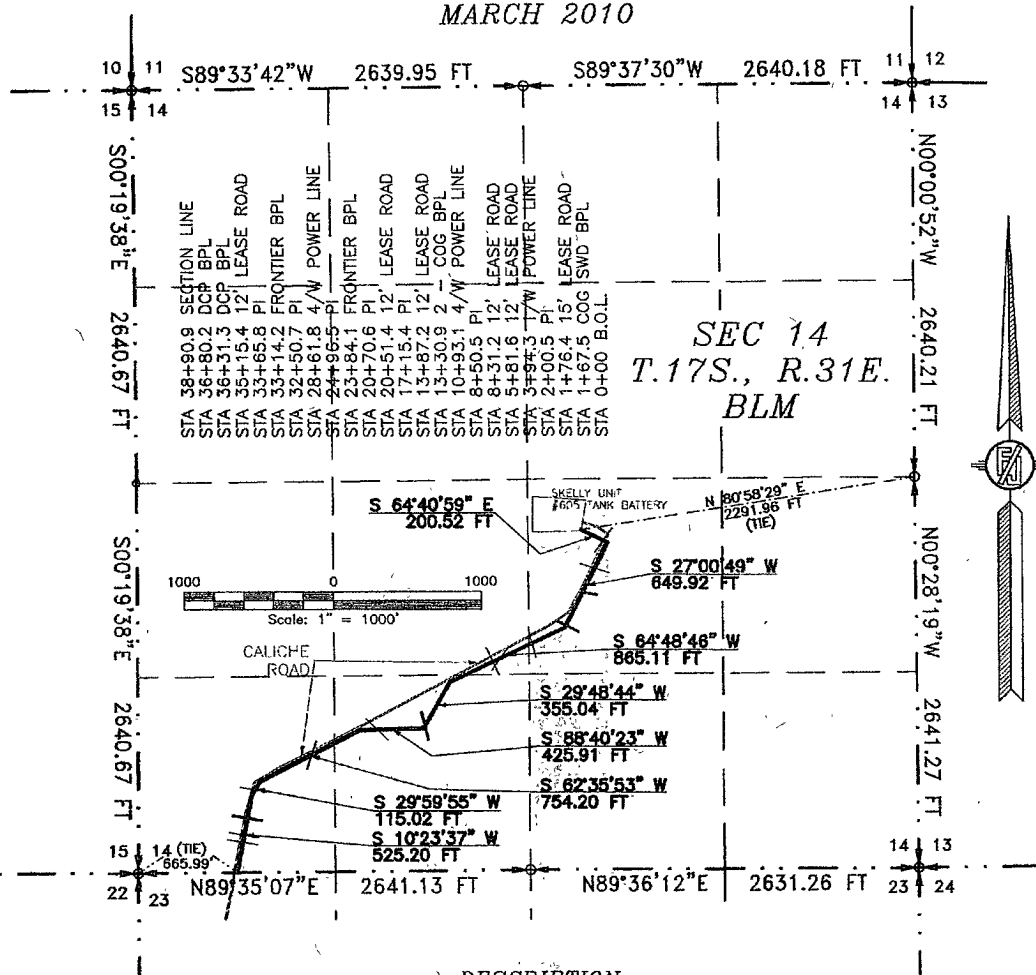 MARCH 2010
10 11
15 14
S89°33'42"W 2639.95 FT
S89°37'30"W 2640.18 FT
11 12
14 13
S00°19'38"E 2640.67 FT
N00°00'52"W 2640.21 FT
STA 38+90.9 SECTION LINE
STA 36+80.2 DCP BPL
STA 36+31.3 DCP BPL
STA 35+15.4 12' LEASE ROAD
STA 33+65.8 PI
STA 33+14.2 FRONTIER BPL
STA 32+50.7 PI
STA 28+61.8 4/W POWER LINE
STA 24+96.5 PI
STA 23+84.1 FRONTIER BPL
STA 20+70.6 PI
STA 20+51.4 12' LEASE ROAD
STA 17+15.4 PI
STA 13+87.2 12' LEASE ROAD
STA 13+30.9 2 - COG BPL
STA 10+93.1 4/W POWER LINE
STA 8+50.5 PI
STA 8+31.2 12' LEASE ROAD
STA 5+81.6 12' LEASE ROAD
STA 3+94.3 1/W POWER LINE
STA 2+00.5 PI
STA 1+76.4 15' LEASE ROAD
STA 1+67.5 COG SWD BPL
STA 0+00 B.O.L.
SEC 14
T.17S., R.31E.
BLM
SKELLY UNIT
#605 TANK BATTERY
N 80°58'29" E
2291.96 FT
(TIE)
S 64°40'59" E
200.52 FT
S 27°00'49" W
649.92 FT
S00°19'38"E 2640.67 FT
N00°28'19"W 2641.27 FT
1000 0 1000
Scale: 1" = 1000'
S 64°48'46" W
865.11 FT
CALICHE
ROAD
S 29°48'44" W
355.04 FT
S 88°40'23" W
425.91 FT
S 62°35'53" W
754.20 FT
S 29°59'55" W
115.02 FT
S 10°23'37" W
525.20 FT
15 14 (TIE)
665.99
22 23
N89°35'07"E 2641.13 FT
N89°36'12"E 2631.26 FT
14 13
23 24
DESCRIPTION